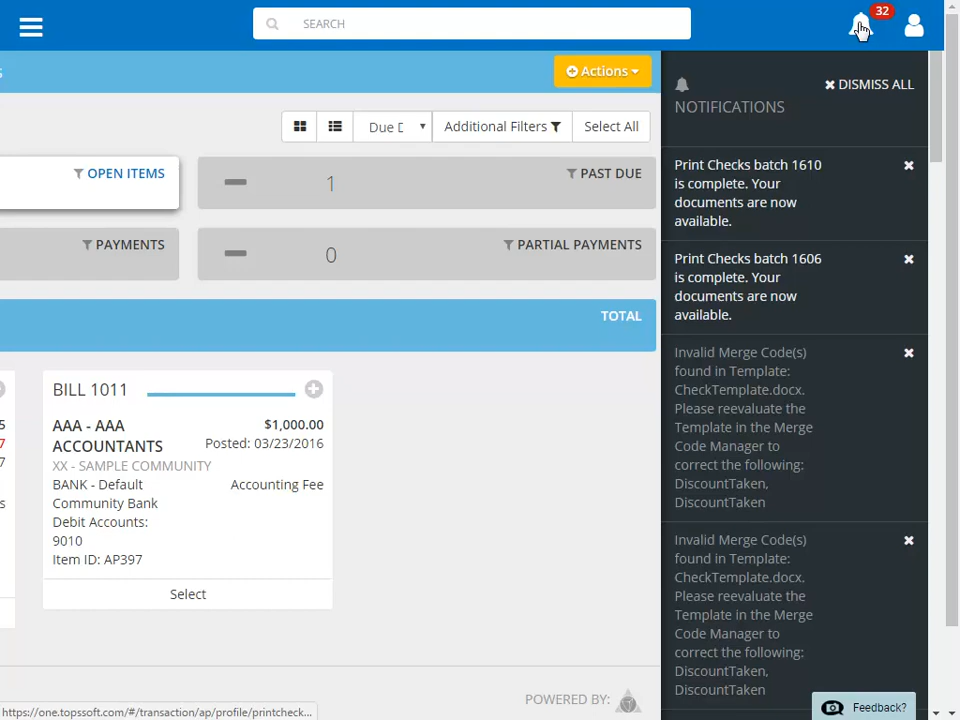 SEARCH
32
s
Actions
DISMISS ALL
NOTIFICATIONS
Due D
Additional Filters
Select All
OPEN ITEMS
1
PAST DUE
PAYMENTS
0
PARTIAL PAYMENTS
TOTAL
5
7
7
s
BILL 1011
AAA - AAA
ACCOUNTANTS
$1,000.00
Posted: 03/23/2016
XX - SAMPLE COMMUNITY
BANK - Default
Community Bank
Accounting Fee
Debit Accounts:
9010
Item ID: AP397
Select
Print Checks batch 1610
is complete. Your
documents are now
available.
Print Checks batch 1606
is complete. Your
documents are now
available.
Invalid Merge Code(s)
found in Template:
CheckTemplate.docx.
Please reevaluate the
Template in the Merge
Code Manager to
correct the following:
DiscountTaken,
DiscountTaken
Invalid Merge Code(s)
found in Template:
CheckTemplate.docx.
Please reevaluate the
Template in the Merge
Code Manager to
correct the following:
DiscountTaken,
DiscountTaken
POWERED BY:
Feedback?
https://one.topssoft.com/#/transaction/ap/profile/printcheck...